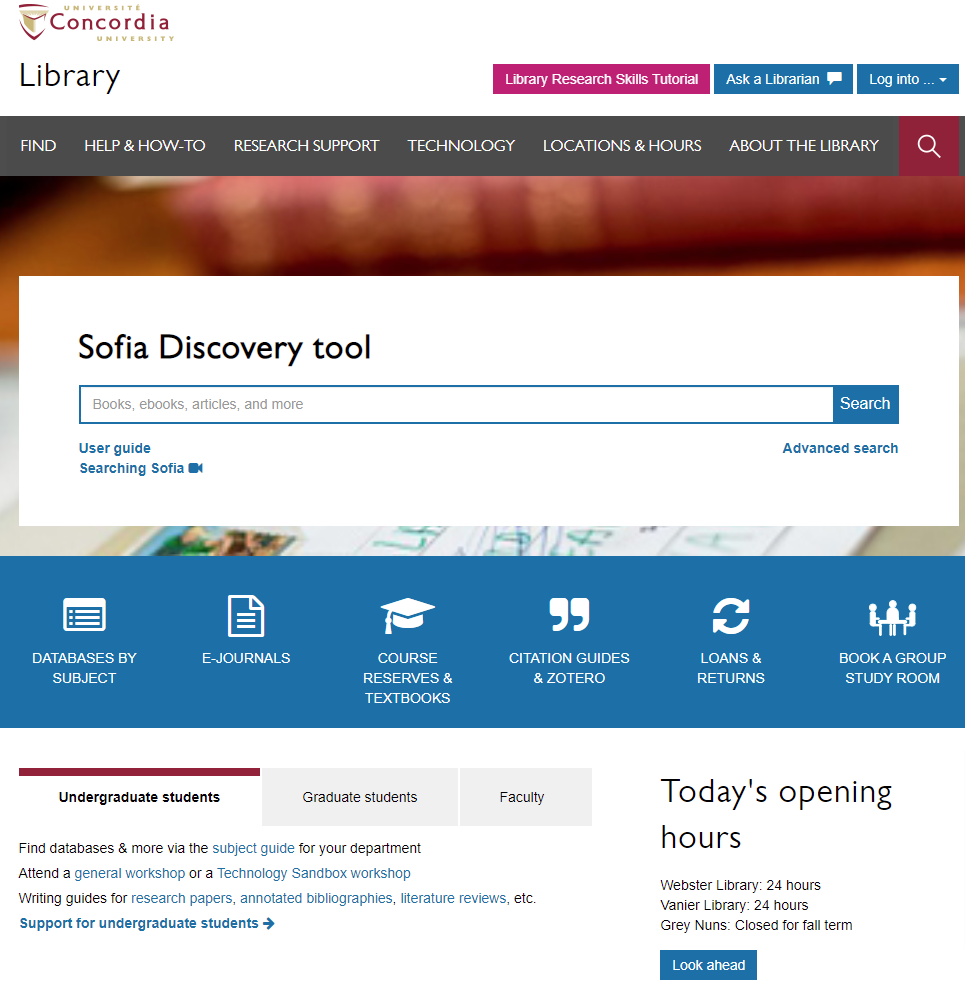 UNIVERSITÉ
Concordia
UNIVERSITY
Library
Library Research Skills Tutorial
Ask a Librarian
Log into ...
FIND
HELP & HOW-TO
RESEARCH SUPPORT
TECHNOLOGY
LOCATIONS & HOURS
ABOUT THE LIBRARY
Sofia Discovery tool
Books, ebooks, articles, and more
Search
User guide
Advanced search
Searching Sofia
DATABASES BY
SUBJECT
E-JOURNALS
COURSE
RESERVES &
TEXTBOOKS
CITATION GUIDES
& ZOTERO
LOANS &
RETURNS
BOOK A GROUP
STUDY ROOM
Undergraduate students
Graduate students
Faculty
Find databases & more via the subject guide for your department
Attend a general workshop or a Technology Sandbox workshop
Writing guides for research papers, annotated bibliographies, literature reviews, etc.
Support for undergraduate students
Today's opening
hours
Webster Library: 24 hours
Vanier Library: 24 hours
Grey Nuns: Closed for fall term
Look ahead